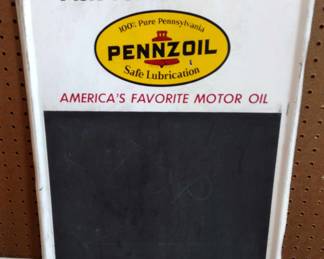 100% Pure Pennsylvania
PENNZOIL
Safe Lubrication
AMERICA'S FAVORITE MOTOR OIL